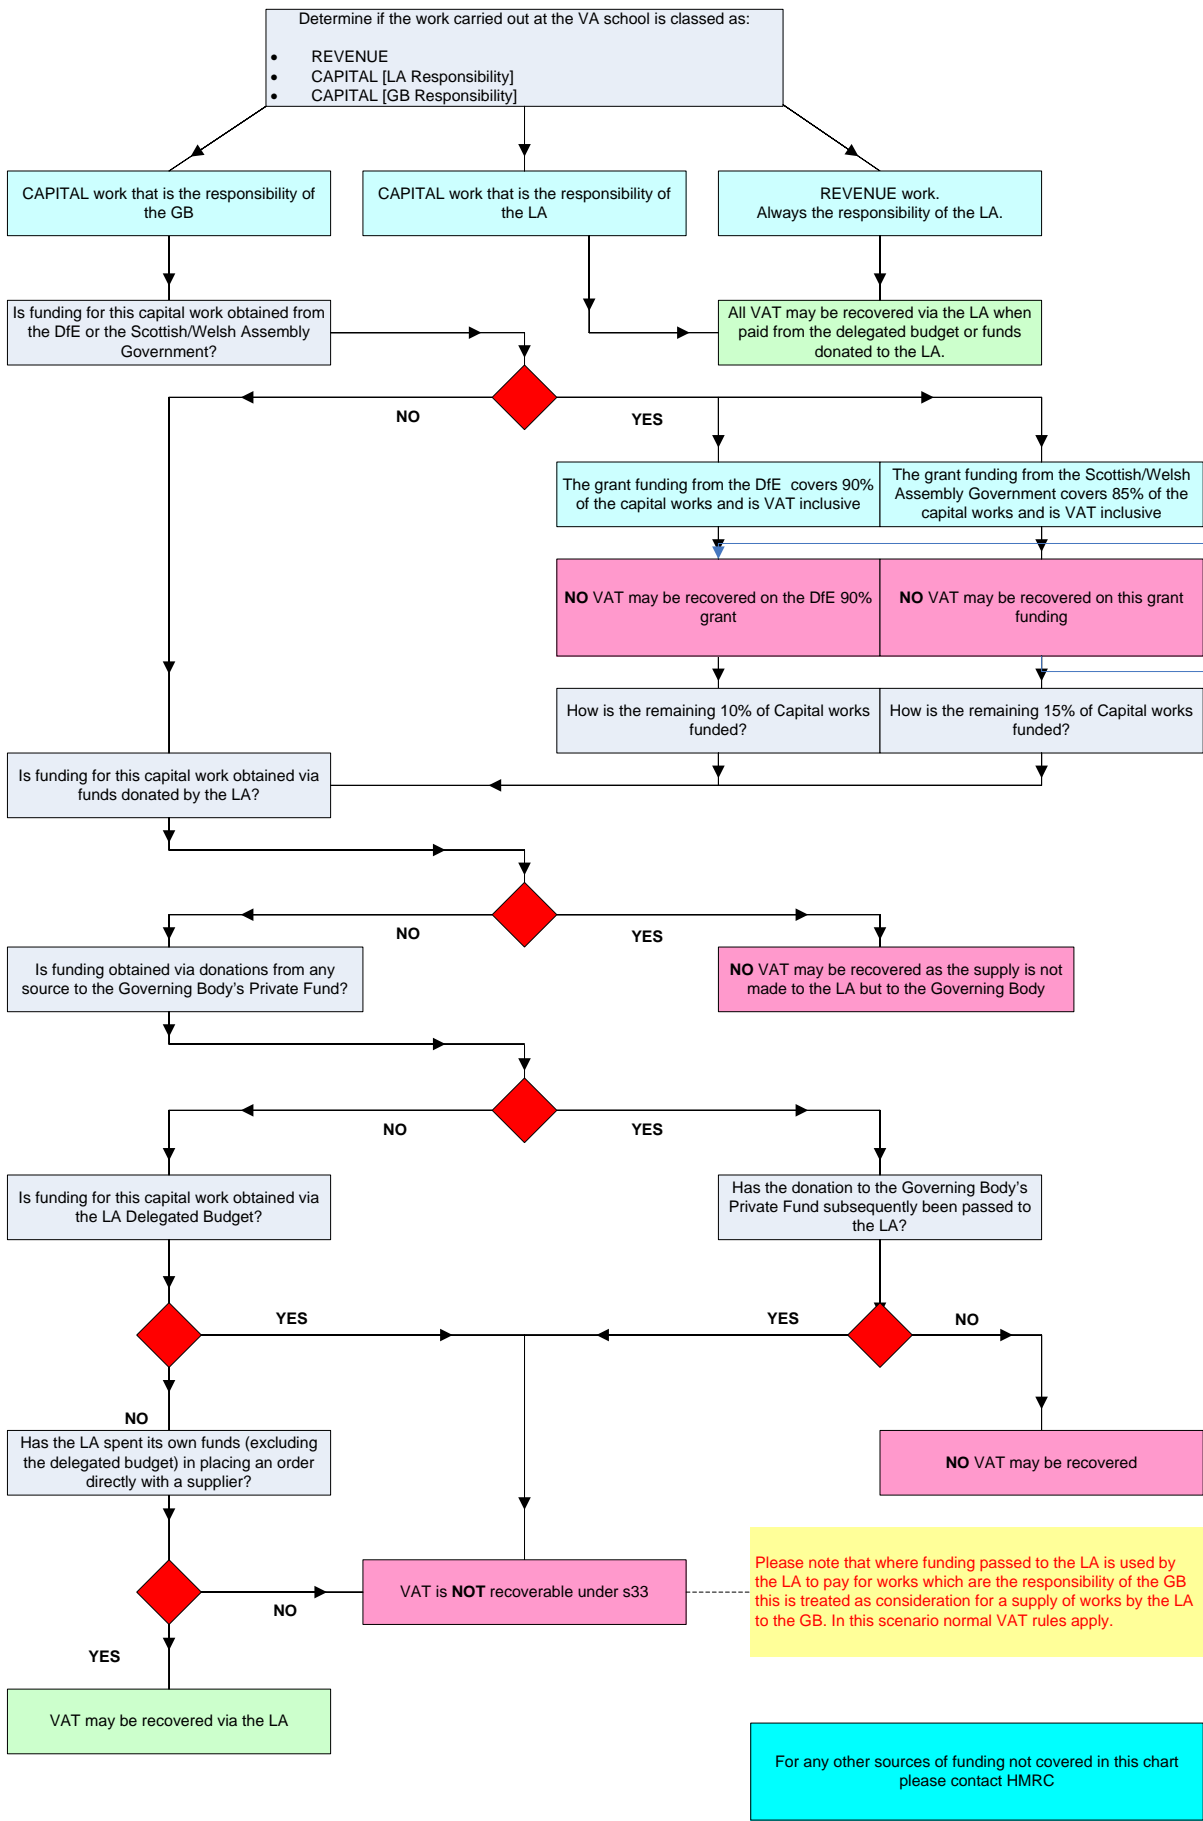 Determine if the work carried out at the VA school is classed as:
• REVENUE
• CAPITAL [LA Responsibility]
• CAPITAL [GB Responsibility]
CAPITAL work that is the responsibility of
the GB
CAPITAL work that is the responsibility of
the LA
REVENUE work.
Always the responsibility of the LA.
Is funding for this capital work obtained from
the DfE or the Scottish/Welsh Assembly
Government?
All VAT may be recovered via the LA when
paid from the delegated budget or funds
donated to the LA.
NO
YES
The grant funding from the DfE covers 90%
of the capital works and is VAT inclusive
The grant funding from the Scottish/Welsh
Assembly Government covers 85% of the
capital works and is VAT inclusive
NO VAT may be recovered on the DfE 90%
grant
NO VAT may be recovered on this grant
funding
How is the remaining 10% of Capital works
funded?
How is the remaining 15% of Capital works
funded?
Is funding for this capital work obtained via
funds donated by the LA?
NO
YES
Is funding obtained via donations from any
source to the Governing Body's Private Fund?
NO VAT may be recovered as the supply is not
made to the LA but to the Governing Body
NO
YES
Is funding for this capital work obtained via
the LA Delegated Budget?
Has the donation to the Governing Body's
Private Fund subsequently been passed to
the LA?
YES
YES
NO
NO
Has the LA spent its own funds (excluding
the delegated budget) in placing an order
directly with a supplier?
NO VAT may be recovered
VAT is NOT recoverable under s33
Please note that where funding passed to the LA is used by
the LA to pay for works which are the responsibility of the GB
this is treated as consideration for a supply of works by the LA
to the GB. In this scenario normal VAT rules apply.
NO
YES
VAT may be recovered via the LA
For any other sources of funding not covered in this chart
please contact HMRC